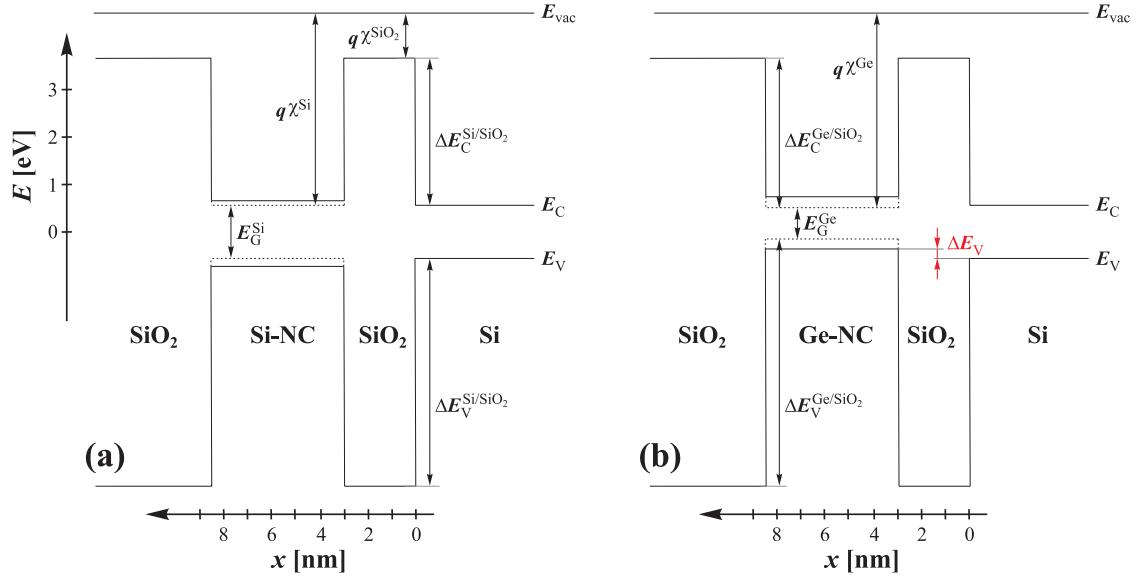 E_vac
qχ^SiO₂
3
2
1
0
E [eV]
qχ^Si
ΔE_C^Si/SiO₂
E_C
E_G^Si
E_V
SiO₂
Si-NC
SiO₂
Si
ΔE_V^Si/SiO₂
(a)
8
6
4
2
0
x [nm]
E_vac
qχ^Ge
ΔE_C^Ge/SiO₂
E_C
E_G^Ge
ΔE_V
E_V
SiO₂
Ge-NC
SiO₂
Si
ΔE_V^Ge/SiO₂
(b)
8
6
4
2
0
x [nm]